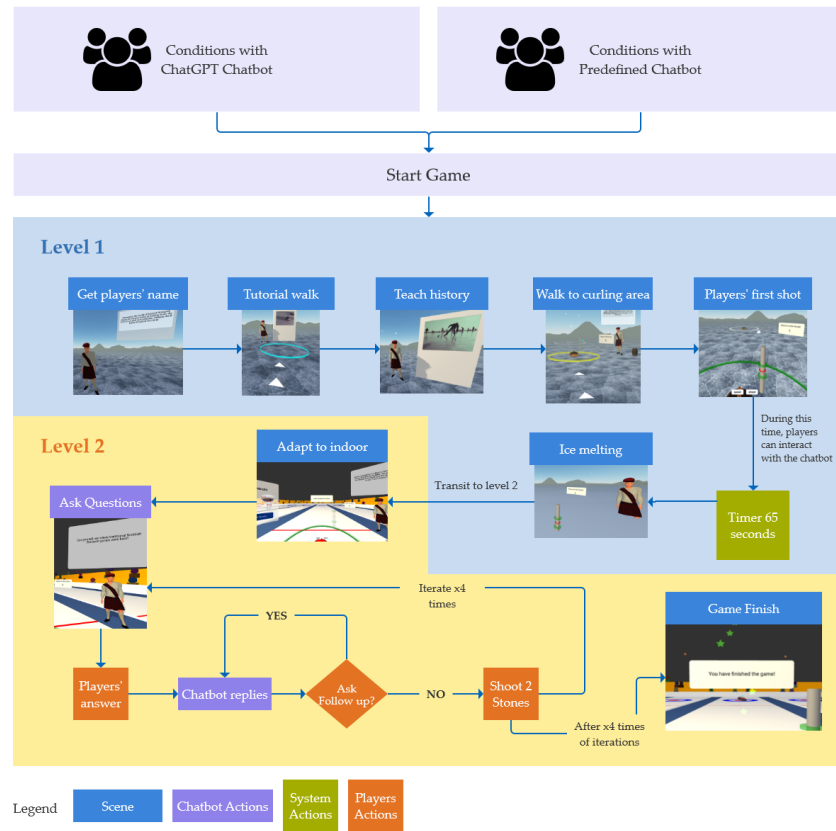 Conditions with
ChatGPT Chatbot
Conditions with
Predefined Chatbot
Start Game
Level 1
Get players' name
Tutorial walk
Teach history
Walk to curling area
Players' first shot
During this
time, players
can interact
with the chatbot
Level 2
Adapt to indoor
Ice melting
Transit to level 2
Ask Questions
Timer 65
seconds
Iterate x4
times
Game Finish
You have finished the game!
YES
Players'
answer
Chatbot replies
Ask
Follow up?
NO
Shoot 2
Stones
After x4 times
of iterations
Legend
Scene
Chatbot Actions
System
Actions
Players
Actions